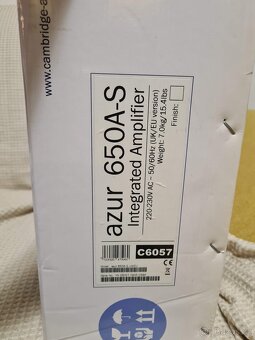 www.cambridge-a
azur 650A-S
Integrated Amplifier
220-230V AC ~ 50/60Hz (UK/EU version)
Weight: 7.0kg/15.4lbs
Finish:
C6057